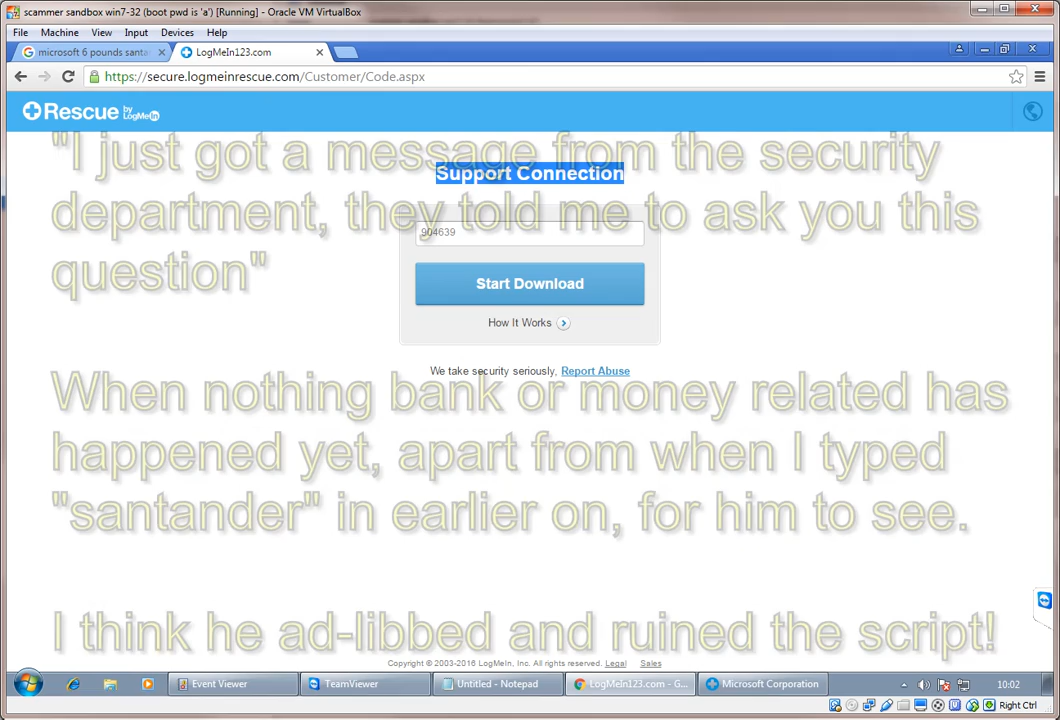 scammer sandbox win7-32 (boot pwd is 'a') [Running] - Oracle VM VirtualBox
File Machine View Input Devices Help
microsoft 6 pounds santa
LogMeIn123.com
https://secure.logmeinrescue.com/Customer/Code.aspx
Rescue by LogMeIn
"I just got a message from the security
Support Connection
department, they told me to ask you this
904639
question"
Start Download
How It Works
We take security seriously, Report Abuse
When nothing bank or money related has
happened yet, apart from when I typed
"santander" in earlier on, for him to see.
I think he ad-libbed and ruined the script!
Copyright © 2003-2016 LogMeIn, Inc. All rights reserved. Legal Sales
Event Viewer
TeamViewer
Untitled - Notepad
LogMeIn123.com - G...
Microsoft Corporation
10:02
Right Ctrl